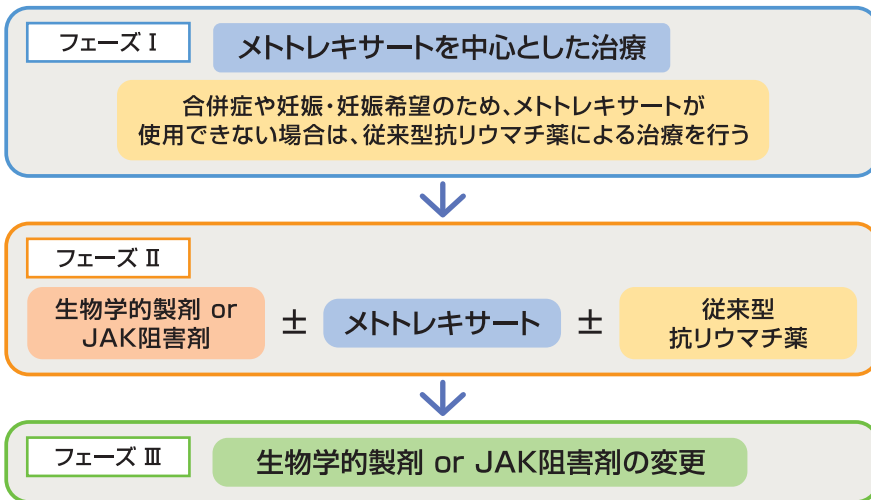 フェーズ Ⅰ
メトトレキサートを中心とした治療
合併症や妊娠・妊娠希望のため、メトトレキサートが
使用できない場合は、従来型抗リウマチ薬による治療を行う
フェーズ Ⅱ
生物学的製剤 or
JAK阻害剤
±
メトトレキサート
±
従来型
抗リウマチ薬
フェーズ Ⅲ
生物学的製剤 or JAK阻害剤の変更